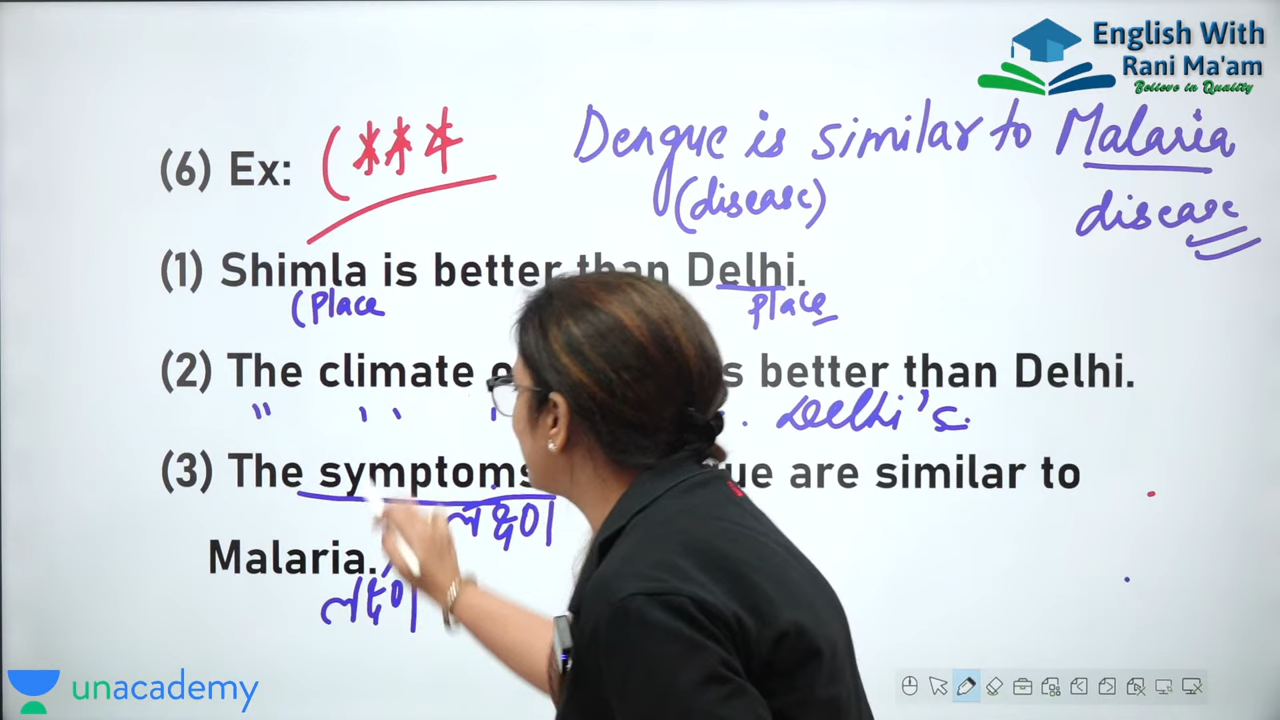 English With
Rani Ma'am
Believe in Quality
(6) Ex: (***
Dengue is similar to Malaria
(disease)
disease
(1) Shimla is better than Delhi.
(Place
place
(2) The climate o s better than Delhi.
" " ' . Delhi's.
(3) The symptoms ue are similar to
लक्षण
Malaria.
लक्षण
unacademy